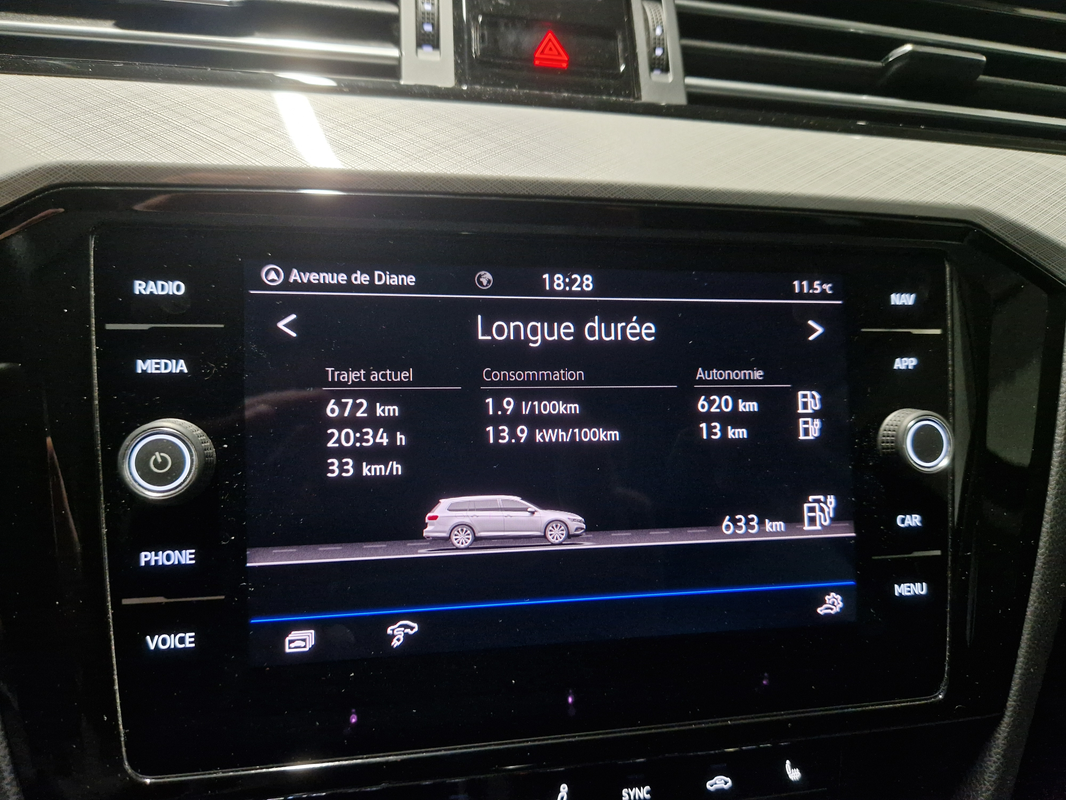 RADIO
MEDIA
PHONE
VOICE
Avenue de Diane 18:28 11.5°C
Longue durée
Trajet actuel Consommation Autonomie
672 km 1.9 l/100km 620 km
20:34 h 13.9 kWh/100km 13 km
33 km/h
633 km
NAV
APP
CAR
MENU
SYNC